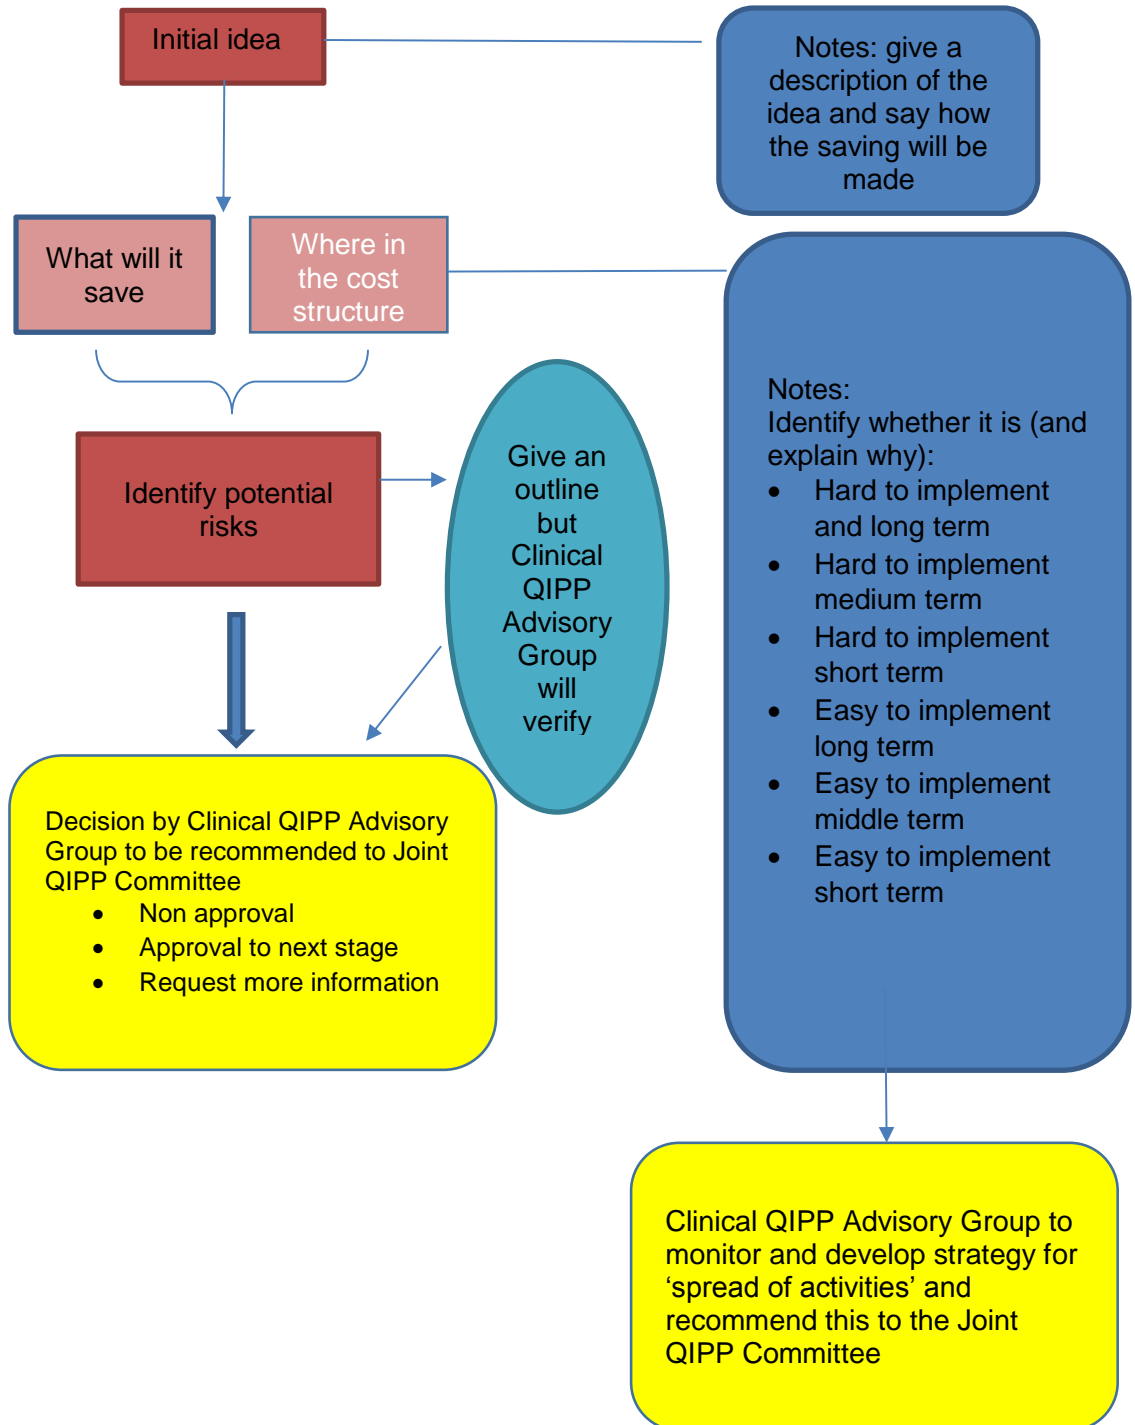 Initial idea
Notes: give a
description of the
idea and say how
the saving will be
made
What will it
save
Where in
the cost
structure
Notes:
Identify whether it is (and
explain why):
• Hard to implement
and long term
• Hard to implement
medium term
• Hard to implement
short term
• Easy to implement
long term
• Easy to implement
middle term
• Easy to implement
short term
Identify potential
risks
Give an
outline
but
Clinical
QIPP
Advisory
Group
will
verify
Decision by Clinical QIPP Advisory
Group to be recommended to Joint
QIPP Committee
• Non approval
• Approval to next stage
• Request more information
Clinical QIPP Advisory Group to
monitor and develop strategy for
‘spread of activities’ and
recommend this to the Joint
QIPP Committee